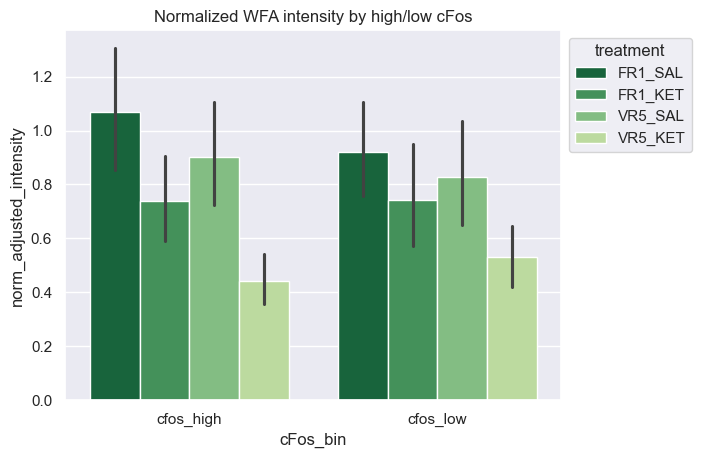 Normalized WFA intensity by high/low cFos
treatment
FR1_SAL
FR1_KET
VR5_SAL
VR5_KET
norm_adjusted_intensity
1.2
1.0
0.8
0.6
0.4
0.2
0.0
cfos_high
cfos_low
cFos_bin